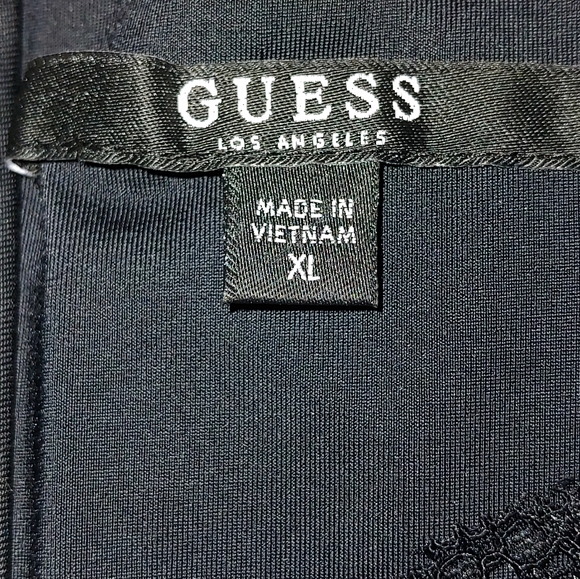 GUESS
LOS ANGELES
MADE IN
VIETNAM
XL